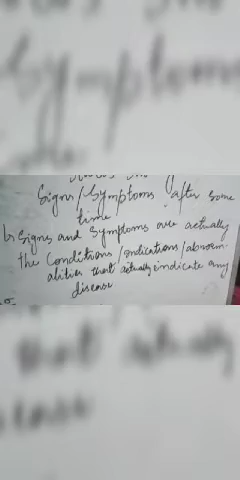 Signs/Symptoms after some
time
↳ Signs and Symptoms are actually
the Conditions/indications/abnorm-
alities that actually indicate any
disease